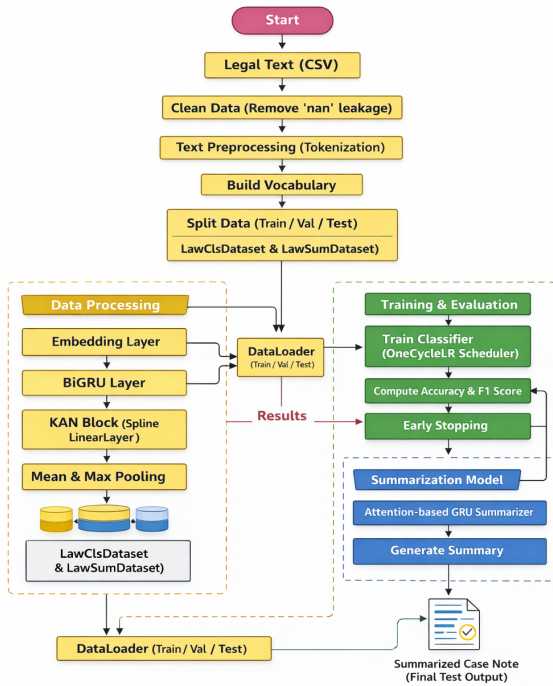 Start
Legal Text (CSV)
Clean Data (Remove 'nan' leakage)
Text Preprocessing (Tokenization)
Build Vocabulary
Split Data (Train / Val / Test)
LawClsDataset & LawSumDataset)
Data Processing
Embedding Layer
BiGRU Layer
KAN Block (Spline
LinearLayer)
Mean & Max Pooling
LawClsDataset
& LawSumDataset)
DataLoader
(Train / Val / Test)
Results
Training & Evaluation
Train Classifier
(OneCycleLR Scheduler)
Compute Accuracy & F1 Score
Early Stopping
Summarization Model
Attention-based GRU Summarizer
Generate Summary
DataLoader (Train / Val / Test)
Summarized Case Note
(Final Test Output)